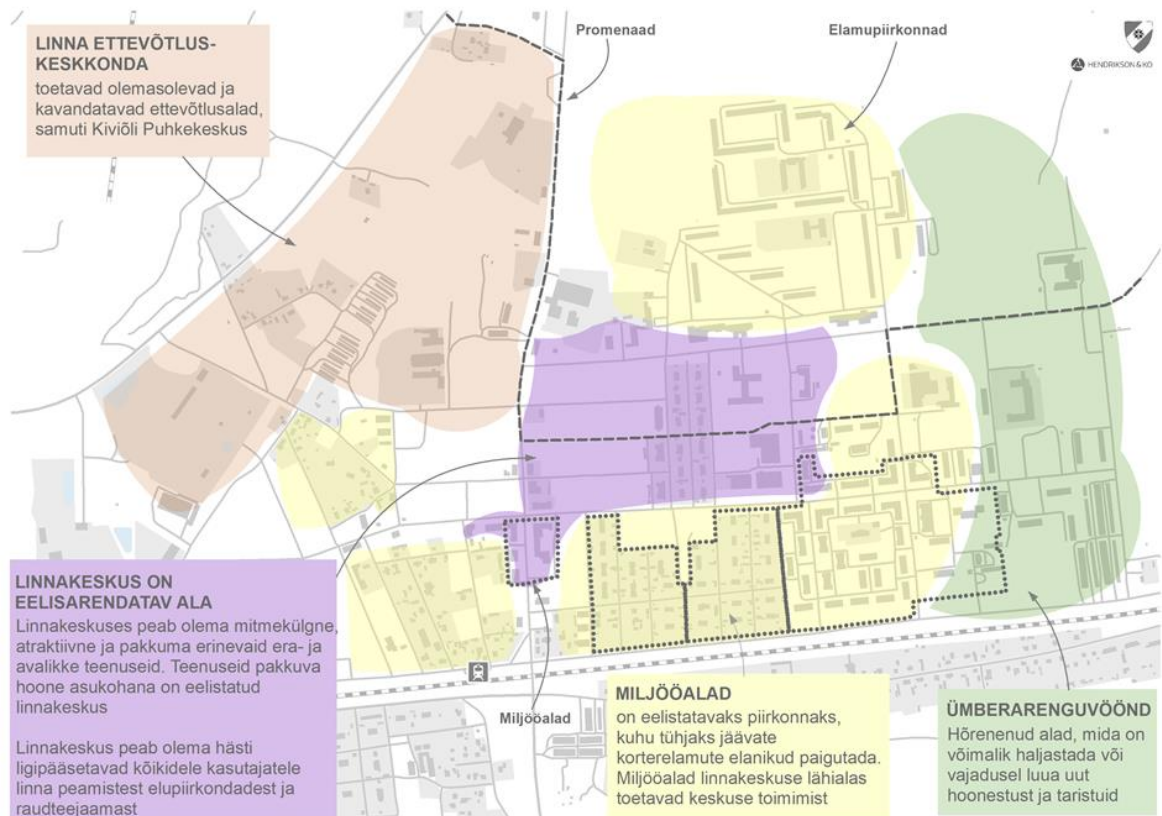 LINNA ETTEVÕTLUS-
KESKKONDA
toetavad olemasolevad ja
kavandatavad ettevõtlusalad,
samuti Kiviõli Puhkekeskus
Promenaad
Elamupiirkonnad
HENDRIKSON & KO
LINNAKESKUS ON
EELISARENDATAV ALA
Linnakeskuses peab olema mitmekülgne,
atraktiivne ja pakkuma erinevaid era- ja
avalikke teenuseid. Teenuseid pakkuva
hoone asukohana on eelistatud
linnakeskus
Linnakeskus peab olema hästi
ligipääsetavad kõikidele kasutajatele
linna peamistest elupiirkondadest ja
raudteejaamast
Miljööalad
MILJÖÖALAD
on eelistatavaks piirkonnaks,
kuhu tühjaks jäävate
korterelamute elanikud paigutada.
Miljööalad linnakeskuse lähialas
toetavad keskuse toimimist
ÜMBERARENGUVÖÖND
Hõrenenud alad, mida on
võimalik haljastada või
vajadusel luua uut
hoonestust ja taristuid